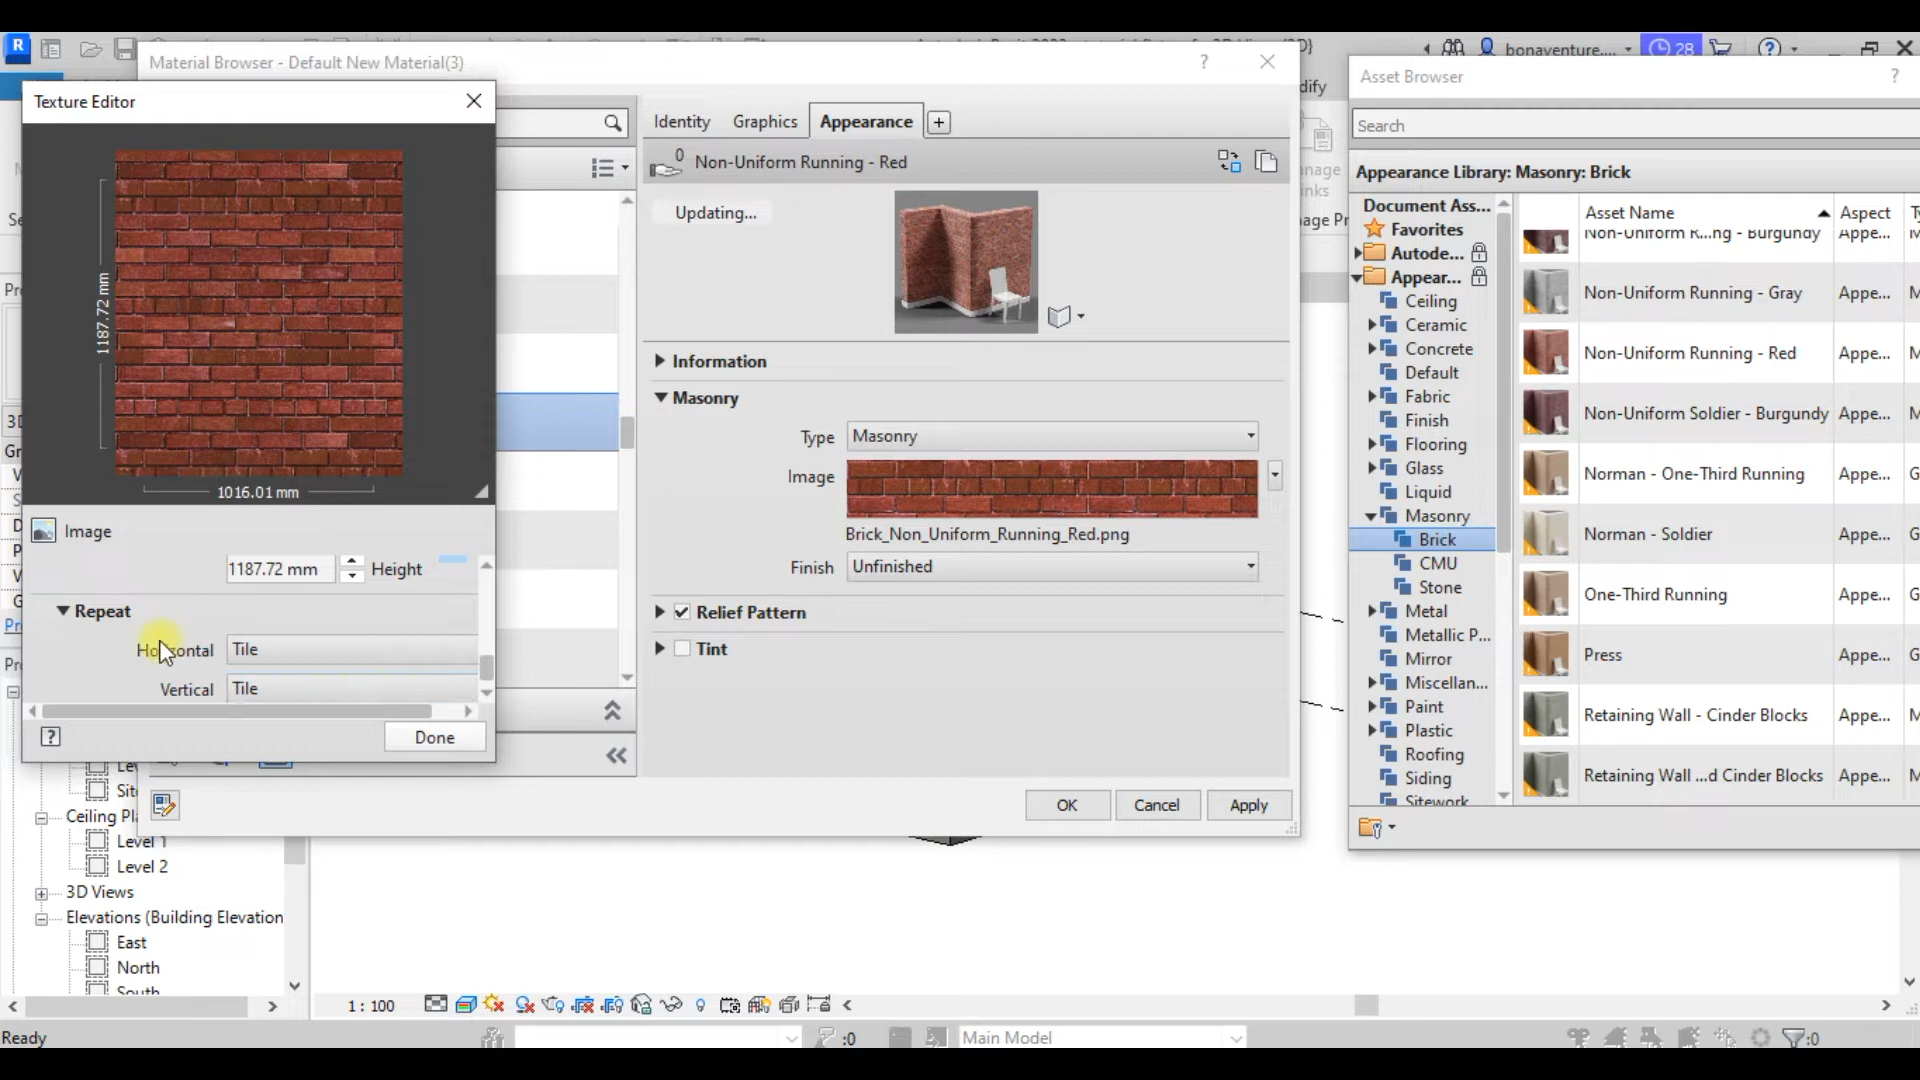 R
bonaventure....
28
Material Browser - Default New Material(3)
?
dify
Asset Browser
?
Texture Editor
Identity
Graphics
Appearance
+
Search
0
Non-Uniform Running - Red
Appearance Library: Masonry: Brick
Updating...
Document Ass...
Asset Name
Aspect
Favorites
Non-Uniform R...ng - Burgundy
Appe...
Autode...
Appear...
Non-Uniform Running - Gray
Appe...
Ceiling
Ceramic
Concrete
Non-Uniform Running - Red
Appe...
Default
Fabric
Non-Uniform Soldier - Burgundy
Appe...
Finish
Flooring
Glass
Norman - One-Third Running
Appe...
Liquid
Masonry
Brick
Norman - Soldier
Appe...
CMU
Stone
One-Third Running
Appe...
Metal
Metallic P...
Mirror
Press
Appe...
Miscellan...
Paint
Retaining Wall - Cinder Blocks
Appe...
Plastic
Roofing
Siding
Retaining Wall ...d Cinder Blocks
Appe...
Sitework
1187.72 mm
1016.01 mm
Information
Masonry
Type
Masonry
Image
Brick_Non_Uniform_Running_Red.png
Finish
Unfinished
Relief Pattern
Tint
Image
1187.72 mm
Height
Repeat
Horizontal
Tile
Vertical
Tile
?
Done
OK
Cancel
Apply
Ceiling Pl
Level 1
Level 2
3D Views
Elevations (Building Elevation
East
North
South
1 : 100
Ready
:0
Main Model
:0